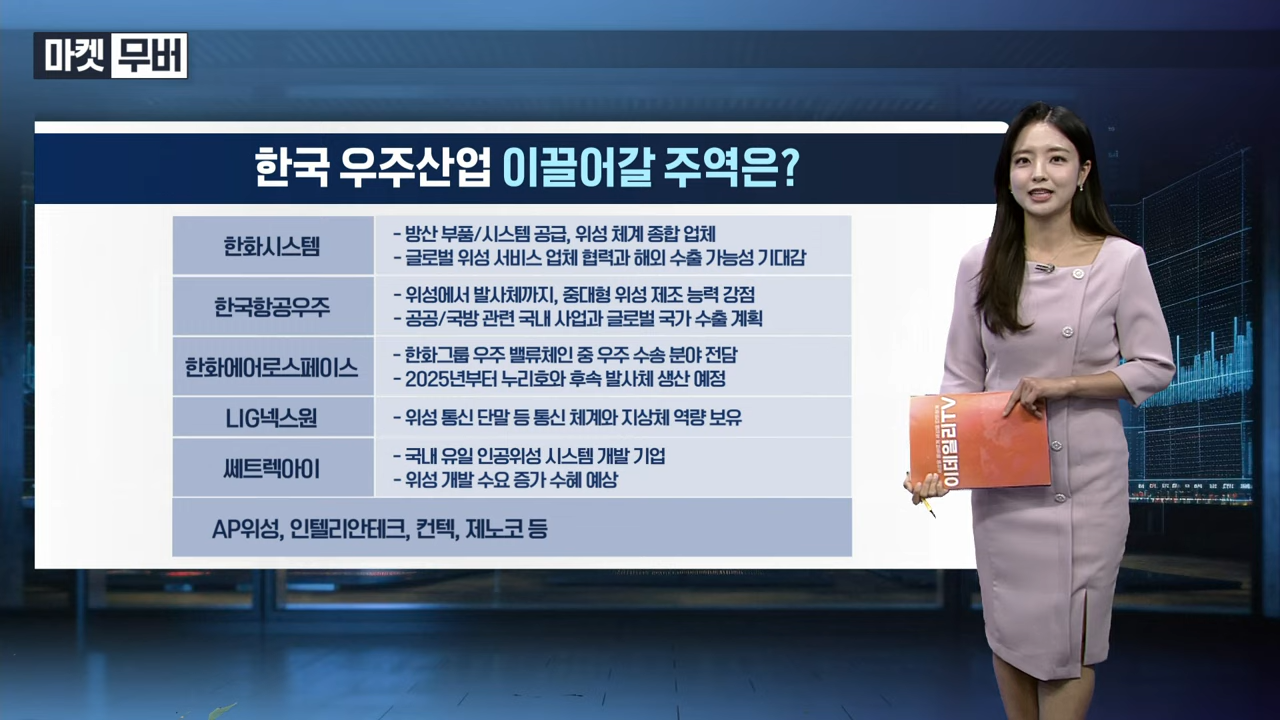 마켓 무버
한국 우주산업 이끌어갈 주역은?
한화시스템
- 방산 부품/시스템 공급, 위성 체계 종합 업체
- 글로벌 위성 서비스 업체 협력과 해외 수출 가능성 기대감
한국항공우주
- 위성에서 발사체까지, 중대형 위성 제조 능력 강점
- 공공/국방 관련 국내 사업과 글로벌 국가 수출 계획
한화에어로스페이스
- 한화그룹 우주 밸류체인 중 우주 수송 분야 전담
- 2025년부터 누리호와 후속 발사체 생산 예정
LIG넥스원
- 위성 통신 단말 등 통신 체계와 지상체 역량 보유
쎄트렉아이
- 국내 유일 인공위성 시스템 개발 기업
- 위성 개발 수요 증가 수혜 예상
AP위성, 인텔리안테크, 컨텍, 제노코 등
이데일리TV